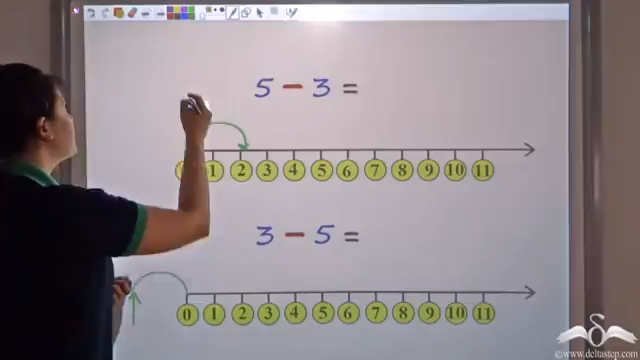 5 - 3 =
1 2 3 4 5 6 7 8 9 10 11
3 - 5 =
0 1 2 3 4 5 6 7 8 9 10 11
©www.deltastep.com